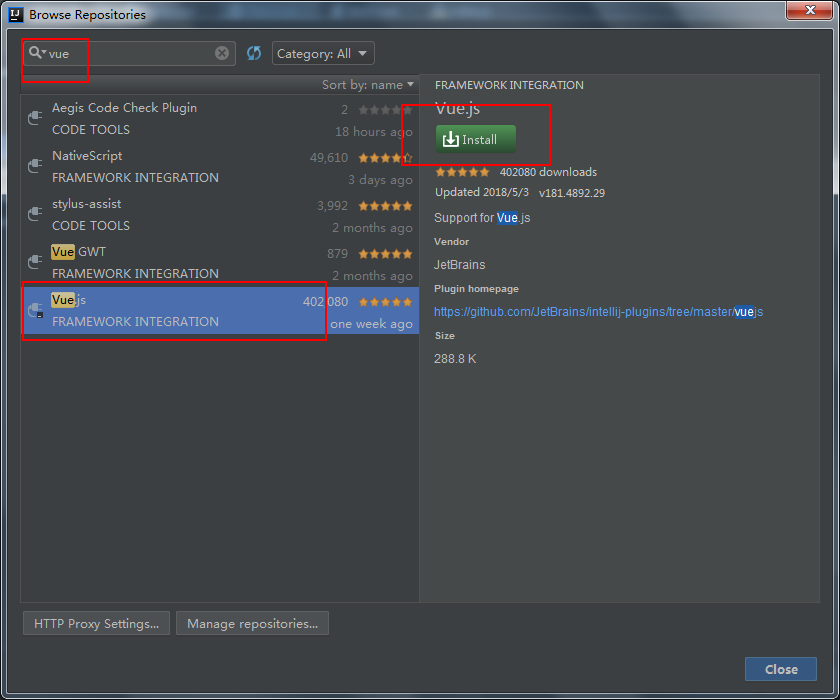 IJ Browse Repositories
vue
Category: All
Sort by: name
Aegis Code Check Plugin 2
CODE TOOLS 18 hours ago
NativeScript 49,610
FRAMEWORK INTEGRATION 3 days ago
stylus-assist 3,992
CODE TOOLS 2 months ago
Vue GWT 879
FRAMEWORK INTEGRATION 2 months ago
Vue.js 402,080
FRAMEWORK INTEGRATION one week ago
FRAMEWORK INTEGRATION
Vue.js
Install
402080 downloads
Updated 2018/5/3 v181.4892.29
Support for Vue.js
Vendor
JetBrains
Plugin homepage
https://github.com/JetBrains/intellij-plugins/tree/master/vuejs
Size
288.8 K
HTTP Proxy Settings...
Manage repositories...
Close